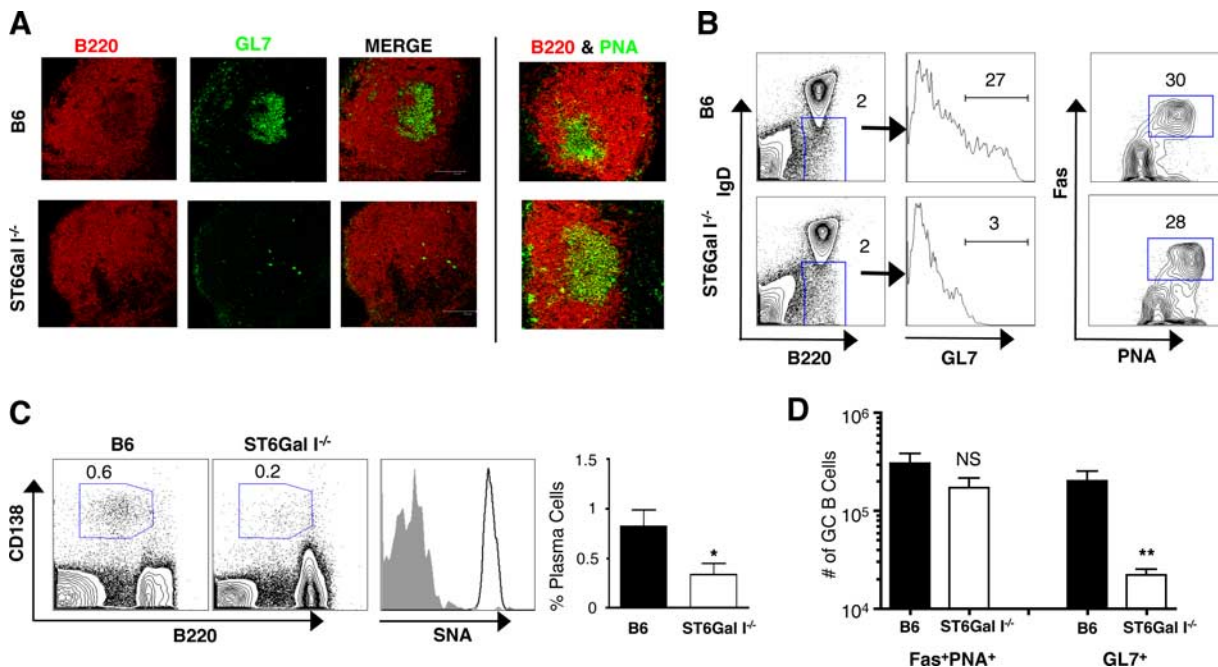 A
B220
GL7
MERGE
B220 & PNA
B6
ST6Gal I-/-
B
B6
ST6Gal I-/-
IgD
2
27
30
Fas
2
3
28
B220
GL7
PNA
C
B6
ST6Gal I-/-
0.6
0.2
CD138
B220
SNA
% Plasma Cells
1.5
1
0.5
0
*
B6
ST6Gal I-/-
D
# of GC B Cells
10⁶
10⁵
10⁴
NS
**
B6
ST6Gal I-/-
B6
ST6Gal I-/-
Fas⁺PNA⁺
GL7⁺